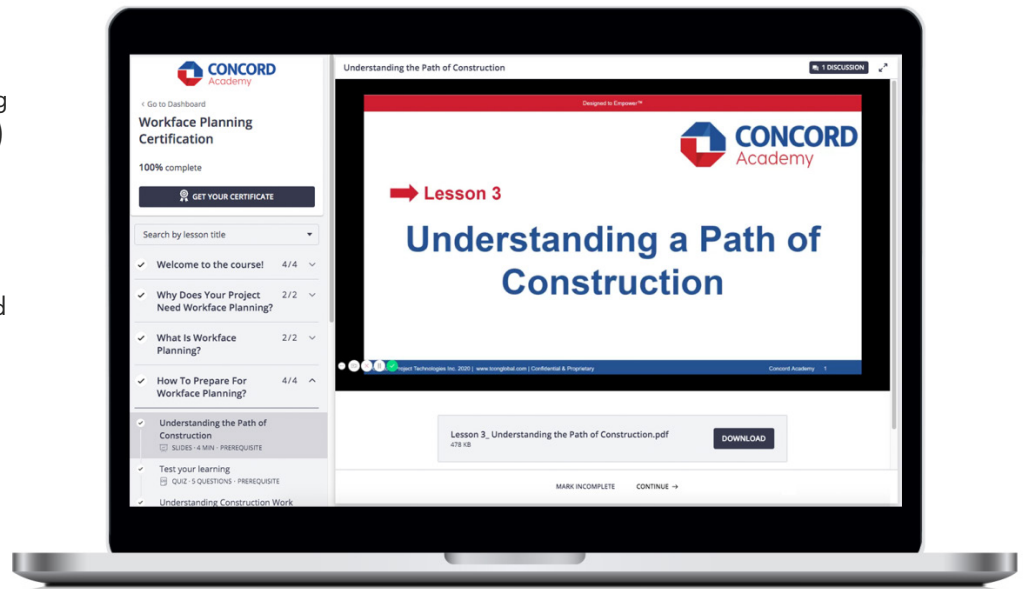 g
)
d
CONCORD
Academy
< Go to Dashboard
Workface Planning
Certification
100% complete
GET YOUR CERTIFICATE
Search by lesson title
Welcome to the course! 4/4
Why Does Your Project 2/2
Need Workface Planning?
What Is Workface 2/2
Planning?
How To Prepare For 4/4
Workface Planning?
Understanding the Path of
Construction
SLIDES · 4 MIN · PREREQUISITE
Test your learning
QUIZ · 5 QUESTIONS · PREREQUISITE
Understanding Construction Work
Understanding the Path of Construction
1 DISCUSSION
Designed to Empower™
CONCORD
Academy
Lesson 3
Understanding a Path of
Construction
Project Technologies Inc. 2020 | www.tconglobal.com | Confidential & Proprietary
Concord Academy 1
Lesson 3_ Understanding the Path of Construction.pdf
478 KB
DOWNLOAD
MARK INCOMPLETE CONTINUE →